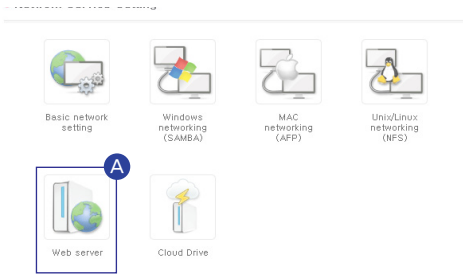 Basic network
setting
Windows
networking
(SAMBA)
MAC
networking
(AFP)
Unix/Linux
networking
(NFS)
A
Web server
Cloud Drive